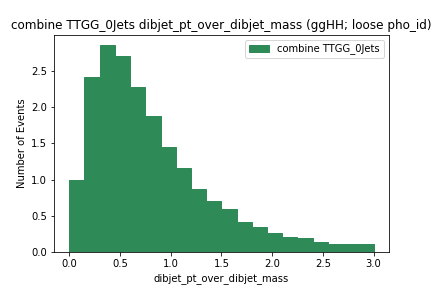 combine TTGG_0Jets dibjet_pt_over_dibjet_mass (ggHH; loose pho_id)
combine TTGG_0Jets
Number of Events
2.5
2.0
1.5
1.0
0.5
0.0
0.0 0.5 1.0 1.5 2.0 2.5 3.0
dibjet_pt_over_dibjet_mass